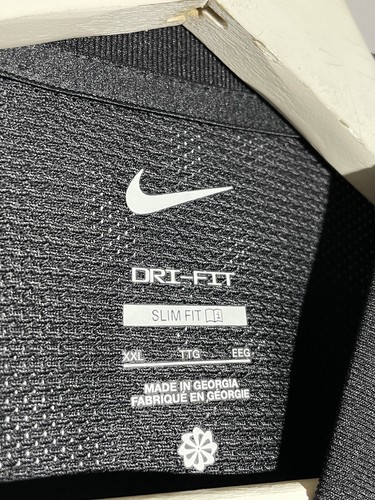 DRI-FIT
SLIM FIT
XXL TTG EEG
MADE IN GEORGIA
FABRIQUÉ EN GÉORGIE